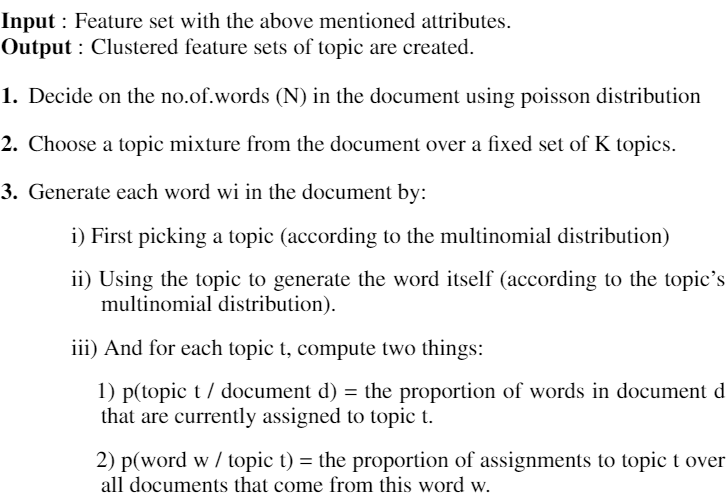 Input : Feature set with the above mentioned attributes.
Output : Clustered feature sets of topic are created.
1. Decide on the no.of.words (N) in the document using poisson distribution
2. Choose a topic mixture from the document over a fixed set of K topics.
3. Generate each word wi in the document by:
i) First picking a topic (according to the multinomial distribution)
ii) Using the topic to generate the word itself (according to the topic's
multinomial distribution).
iii) And for each topic t, compute two things:
1) p(topic t / document d) = the proportion of words in document d
that are currently assigned to topic t.
2) p(word w / topic t) = the proportion of assignments to topic t over
all documents that come from this word w.